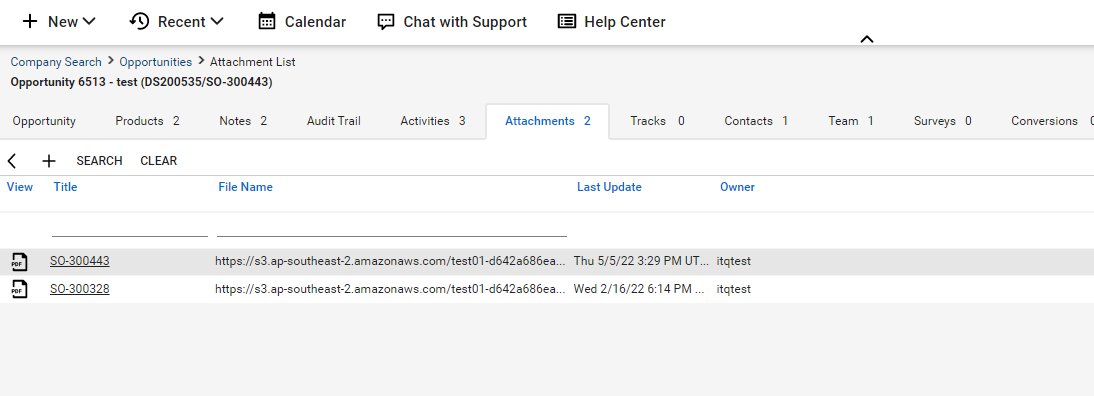 New Recent Calendar Chat with Support Help Center
Company Search > Opportunities > Attachment List
Opportunity 6513 - test (DS200535/SO-300443)
Opportunity Products 2 Notes 2 Audit Trail Activities 3 Attachments 2 Tracks 0 Contacts 1 Team 1 Surveys 0 Conversions
SEARCH CLEAR
View Title File Name Last Update Owner
PDF SO-300443 https://s3.ap-southeast-2.amazonaws.com/test01-d642a686ea... Thu 5/5/22 3:29 PM UT... itqtest
PDF SO-300328 https://s3.ap-southeast-2.amazonaws.com/test01-d642a686ea... Wed 2/16/22 6:14 PM ... itqtest